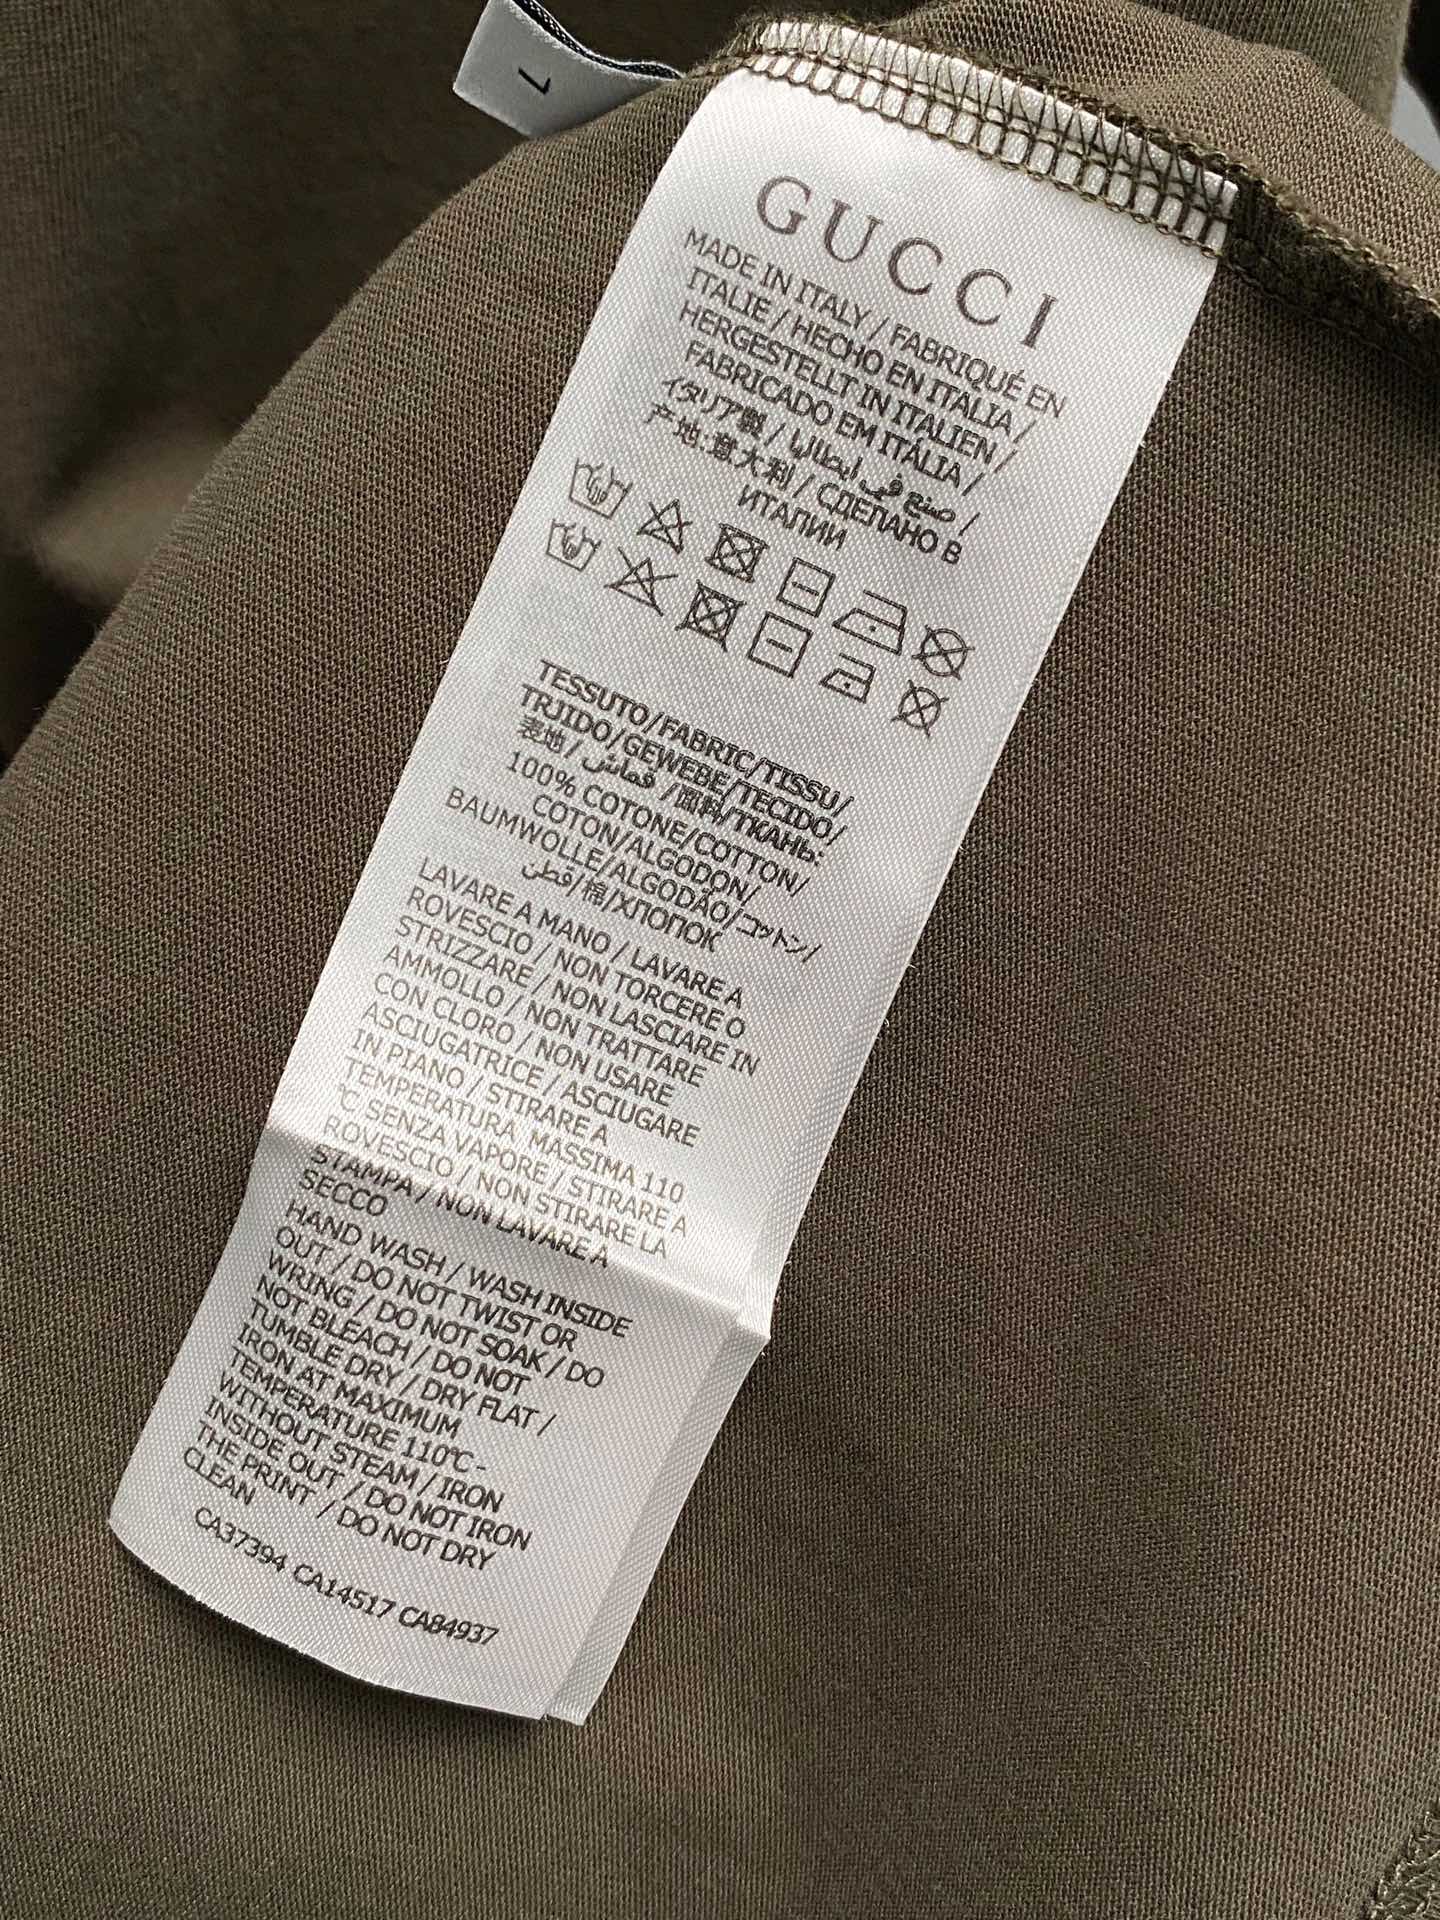 L
GUCCI
MADE IN ITALY / FABRIQUÉ EN
ITALIE / HECHO EN ITALIA /
HERGESTELLT IN ITALIEN /
FABRICADO EM ITÁLIA /
イタリア製 / صنع في ايطاليا /
产地:意大利 / СДЕЛАНО В
ИТАЛИИ
TESSUTO/FABRIC/TISSU/
TRJIDO/GEWEBE/TECIDO/
表地/ قماش /面料/ТКАНЬ:
100% COTONE/COTTON/
COTON/ALGODON/
BAUMWOLLE/ALGODÃO/コットン/
قطن/棉/ХЛОПОК
LAVARE A MANO / LAVARE A
ROVESCIO / NON TORCERE O
STRIZZARE / NON LASCIARE IN
AMMOLLO / NON TRATTARE
CON CLORO / NON USARE
ASCIUGATRICE / ASCIUGARE
IN PIANO / STIRARE A
TEMPERATURA MASSIMA 110
℃ SENZA VAPORE / STIRARE A
ROVESCIO / NON STIRARE LA
STAMPA / NON LAVARE A
SECCO
HAND WASH / WASH INSIDE
OUT / DO NOT TWIST OR
WRING / DO NOT SOAK / DO
NOT BLEACH / DO NOT
TUMBLE DRY / DRY FLAT /
IRON AT MAXIMUM
TEMPERATURE 110℃ -
WITHOUT STEAM / IRON
INSIDE OUT / DO NOT IRON
THE PRINT / DO NOT DRY
CLEAN
CA37394 CA14517 CA84937